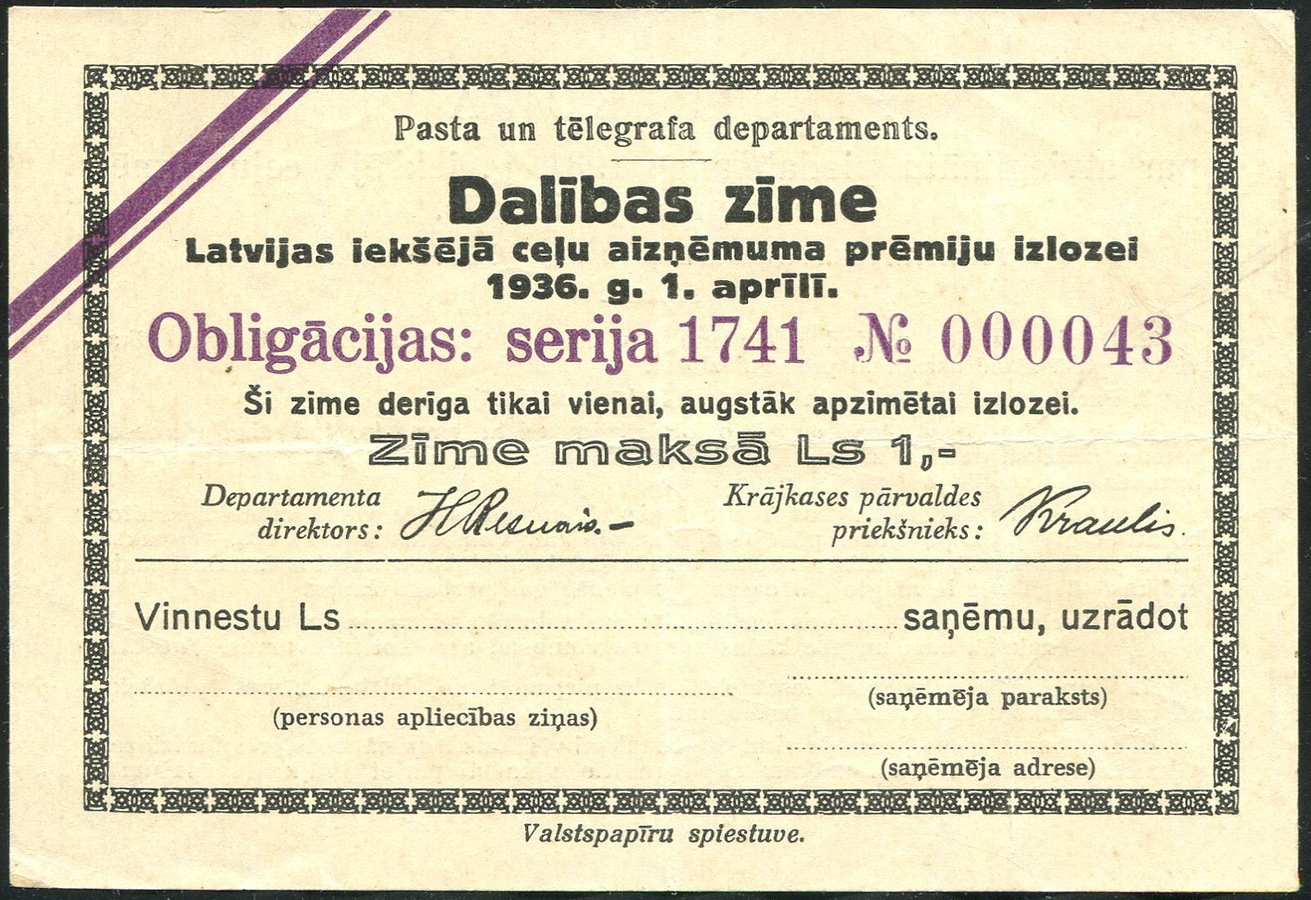 Pasta un tēlegrafa departaments.
Dalības zīme
Latvijas iekšējā ceļu aizņēmuma prēmiju izlozei
1936. g. 1. aprīlī.
Obligācijas: serija 1741 № 000043
Ši zime deriga tikai vienai, augstāk apzimētai izlozei.
Zīme maksā Ls 1,-
Departamenta
direktors:
Krājkases pārvaldes
priekšnieks: Kraulis.
Vinnestu Ls saņēmu, uzrādot
(saņēmēja paraksts)
(personas apliecības ziņas)
(saņēmēja adrese)
Valstspapīru spiestuve.